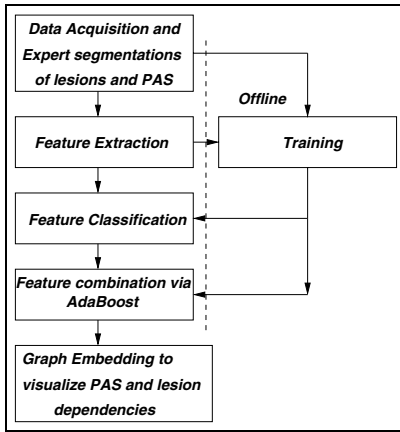 Data Acquisition and
Expert segmentations
of lesions and PAS
Offline
Feature Extraction
Training
Feature Classification
Feature combination via
AdaBoost
Graph Embedding to
visualize PAS and lesion
dependencies